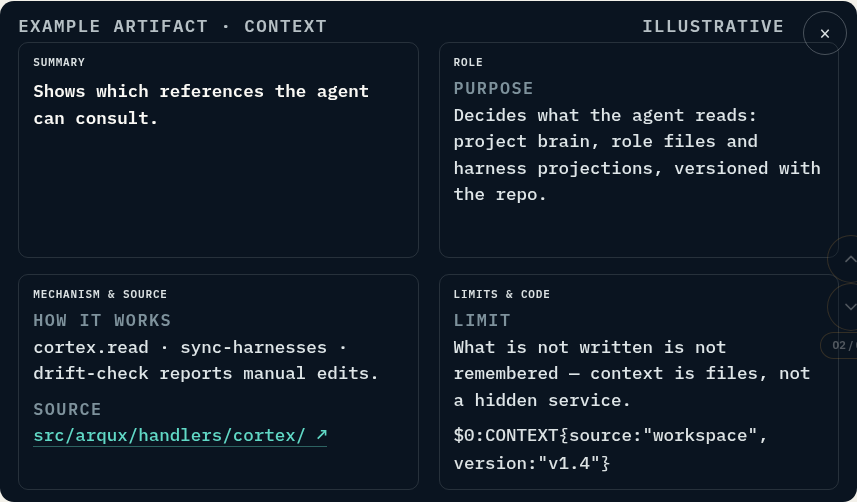 EXAMPLE ARTIFACT · CONTEXT
ILLUSTRATIVE
×
SUMMARY
Shows which references the agent
can consult.
ROLE
PURPOSE
Decides what the agent reads:
project brain, role files and
harness projections, versioned with
the repo.
MECHANISM & SOURCE
HOW IT WORKS
cortex.read · sync-harnesses ·
drift-check reports manual edits.
SOURCE
src/arqux/handlers/cortex/ ↗
LIMITS & CODE
LIMIT
What is not written is not
remembered — context is files, not
a hidden service.
$0:CONTEXT{source:"workspace",
version:"v1.4"}
02 /